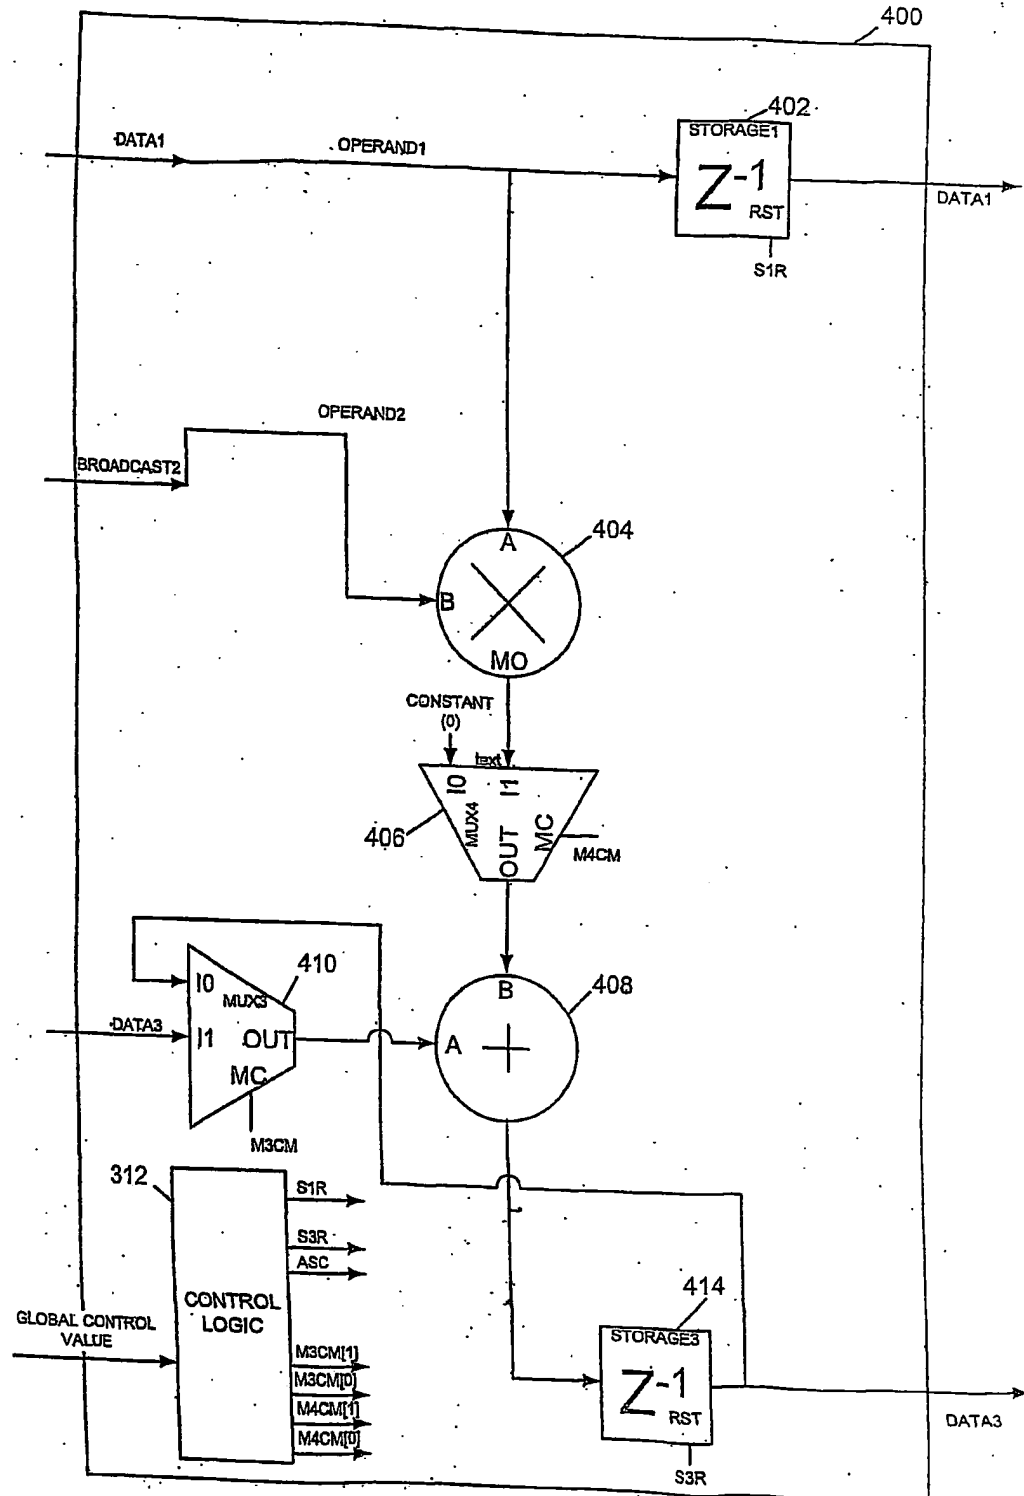 400
402
STORAGE1
Z-1
RST
S1R
DATA1
OPERAND1
DATA1
OPERAND2
BROADCAST2
404
A
B
MO
CONSTANT
(0)
text
I0 I1
MUX4
OUT
MC
406
M4CM
410
I0
MUX3
I1
OUT
MC
DATA3
M3CM
408
B
A
312
S1R
S3R
ASC
CONTROL
LOGIC
GLOBAL CONTROL
VALUE
M3CM[1]
M3CM[0]
M4CM[1]
M4CM[0]
414
STORAGE3
Z-1
RST
S3R
DATA3